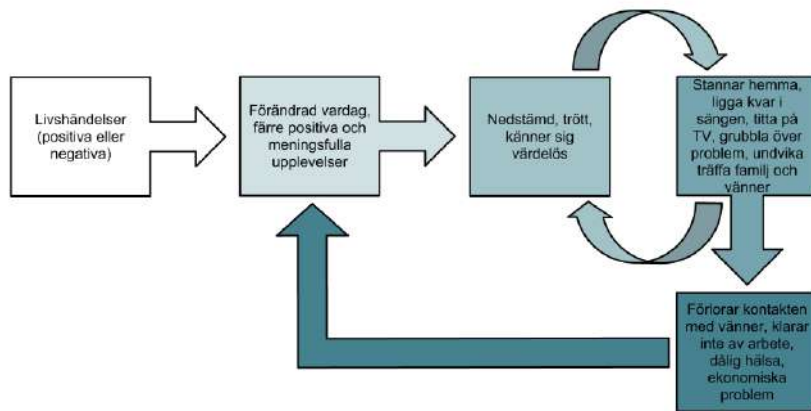 Livshändelser
(positiva eller
negativa)
Förändrad vardag,
färre positiva och
meningsfulla
upplevelser
Nedstämd, trött,
känner sig
värdelös
Stannar hemma,
ligga kvar i
sängen, titta på
TV, grubbla över
problem, undvika
träffa familj och
vänner
Förlorar kontakten
med vänner, klarar
inte av arbete,
dålig hälsa,
ekonomiska
problem